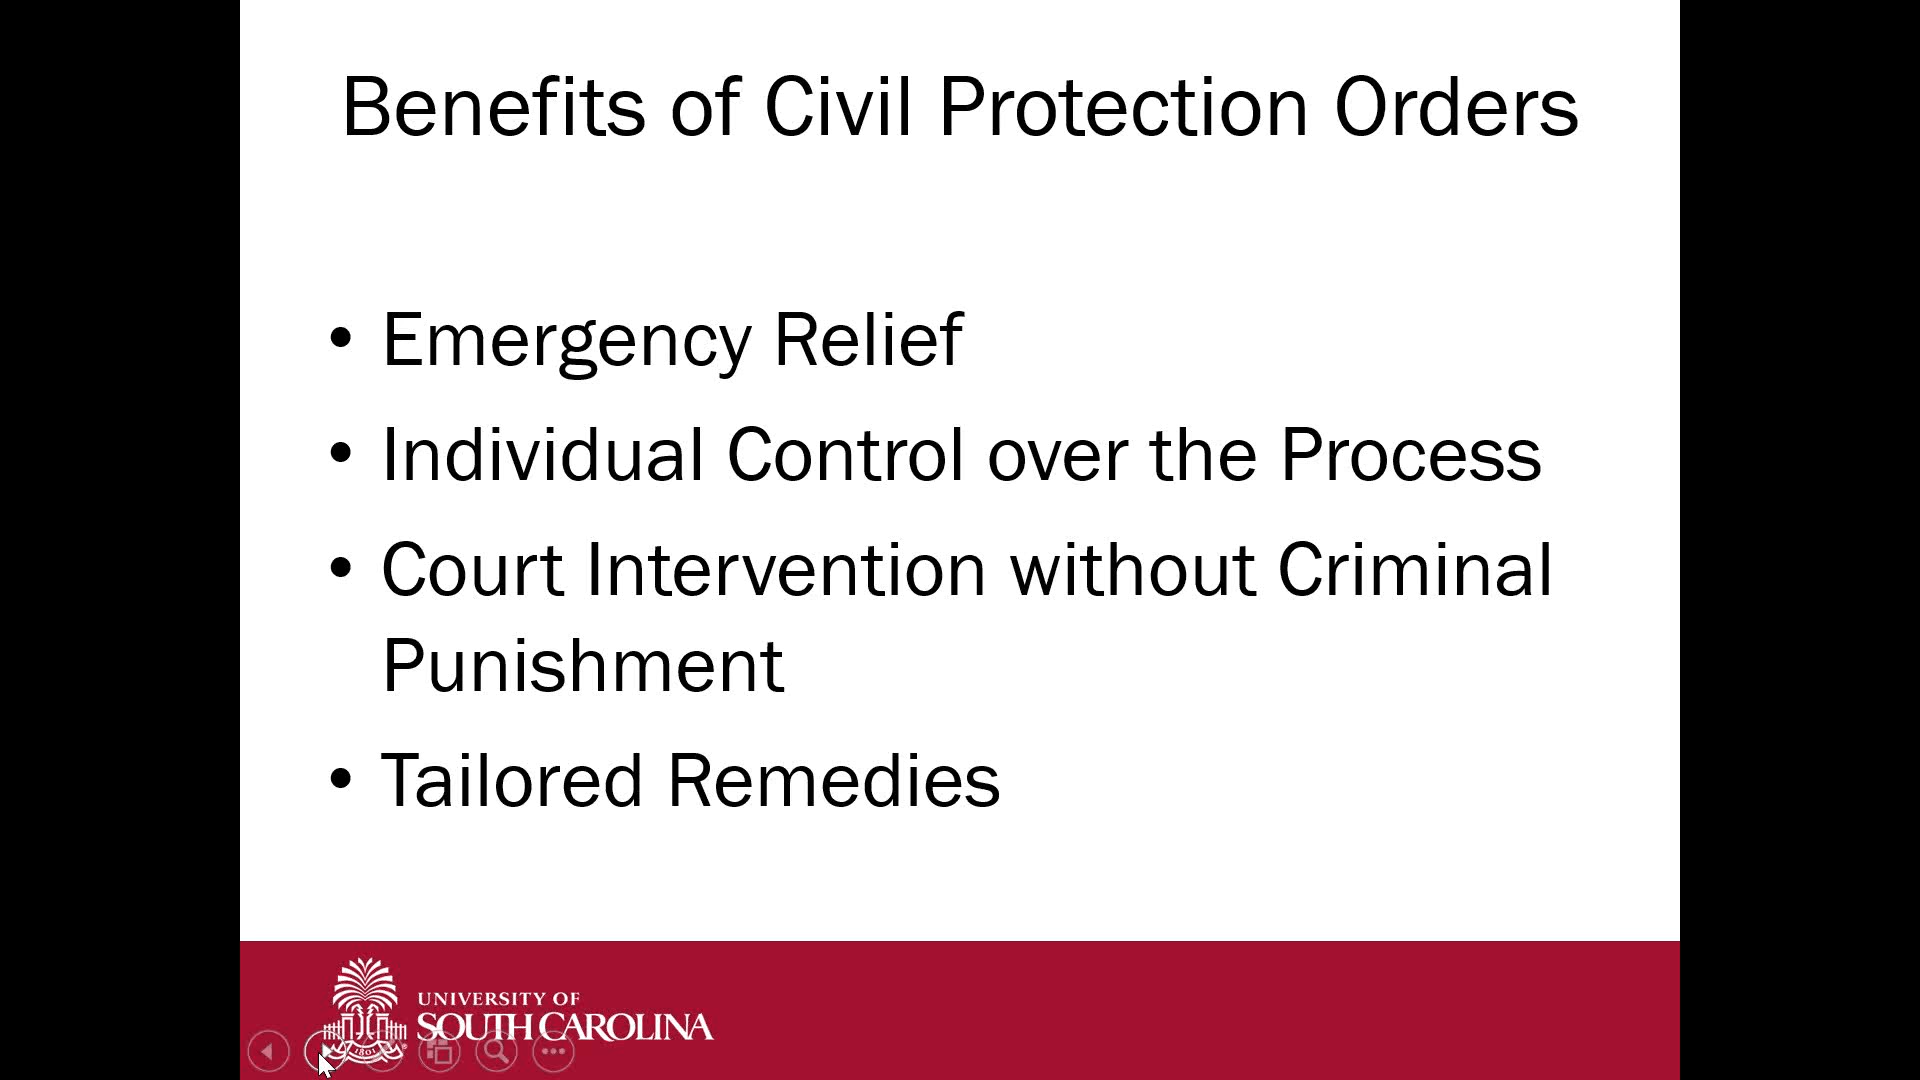 Benefits of Civil Protection Orders
• Emergency Relief
• Individual Control over the Process
• Court Intervention without Criminal
Punishment
• Tailored Remedies
UNIVERSITY OF
SOUTH CAROLINA
1801